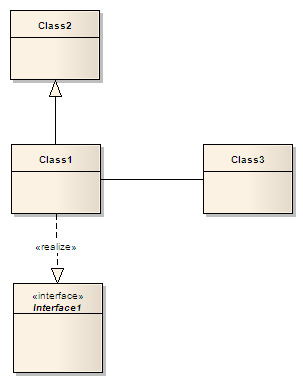 Class2
Class1
Class3
«realize»
«interface»
Interface1